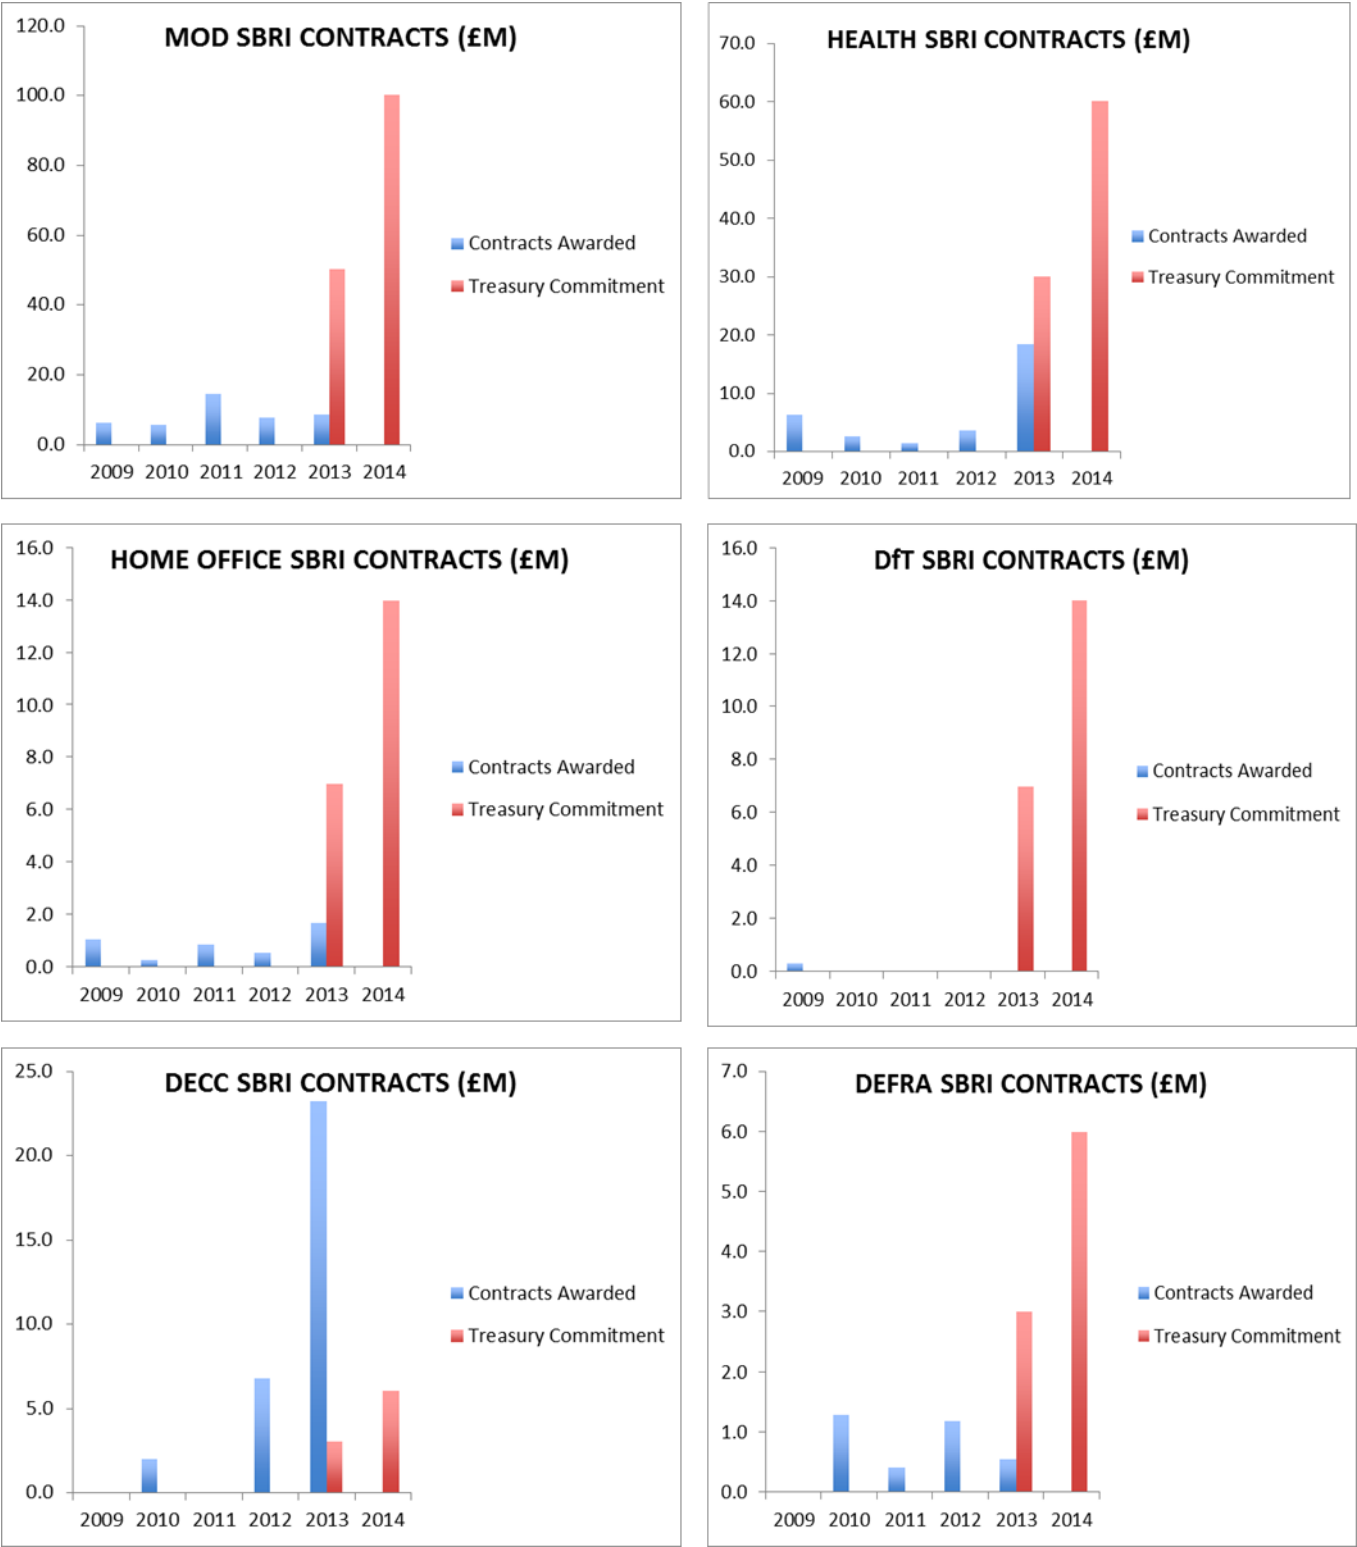 MOD SBRI CONTRACTS (£M)
120.0
100.0
80.0
60.0
40.0
20.0
0.0
2009 2010 2011 2012 2013 2014
Contracts Awarded
Treasury Commitment
HEALTH SBRI CONTRACTS (£M)
70.0
60.0
50.0
40.0
30.0
20.0
10.0
0.0
2009 2010 2011 2012 2013 2014
Contracts Awarded
Treasury Commitment
HOME OFFICE SBRI CONTRACTS (£M)
16.0
14.0
12.0
10.0
8.0
6.0
4.0
2.0
0.0
2009 2010 2011 2012 2013 2014
Contracts Awarded
Treasury Commitment
DfT SBRI CONTRACTS (£M)
16.0
14.0
12.0
10.0
8.0
6.0
4.0
2.0
0.0
2009 2010 2011 2012 2013 2014
Contracts Awarded
Treasury Commitment
DECC SBRI CONTRACTS (£M)
25.0
20.0
15.0
10.0
5.0
0.0
2009 2010 2011 2012 2013 2014
Contracts Awarded
Treasury Commitment
DEFRA SBRI CONTRACTS (£M)
7.0
6.0
5.0
4.0
3.0
2.0
1.0
0.0
2009 2010 2011 2012 2013 2014
Contracts Awarded
Treasury Commitment